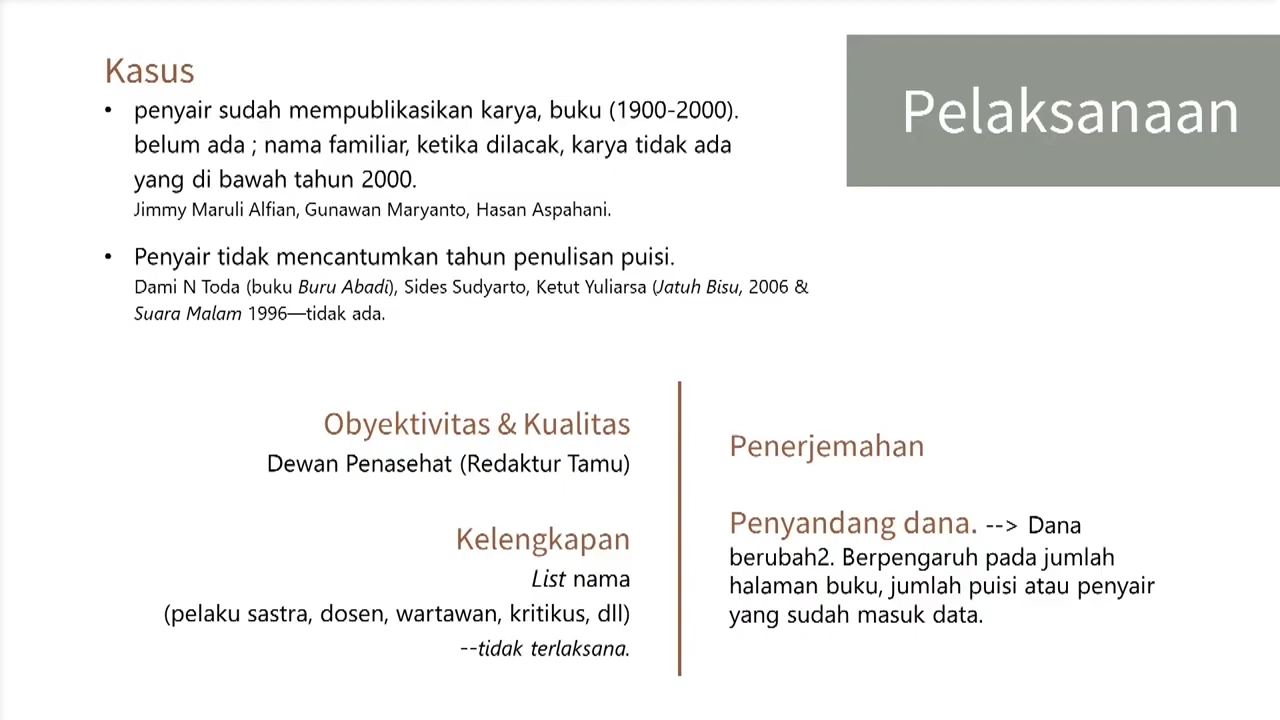 Kasus
• penyair sudah mempublikasikan karya, buku (1900-2000).
belum ada ; nama familiar, ketika dilacak, karya tidak ada
yang di bawah tahun 2000.
Jimmy Maruli Alfian, Gunawan Maryanto, Hasan Aspahani.
• Penyair tidak mencantumkan tahun penulisan puisi.
Dami N Toda (buku Buru Abadi), Sides Sudyarto, Ketut Yuliarsa (Jatuh Bisu, 2006 &
Suara Malam 1996—tidak ada.
Pelaksanaan
Obyektivitas & Kualitas
Dewan Penasehat (Redaktur Tamu)
Kelengkapan
List nama
(pelaku sastra, dosen, wartawan, kritikus, dll)
--tidak terlaksana.
Penerjemahan
Penyandang dana. --> Dana
berubah2. Berpengaruh pada jumlah
halaman buku, jumlah puisi atau penyair
yang sudah masuk data.